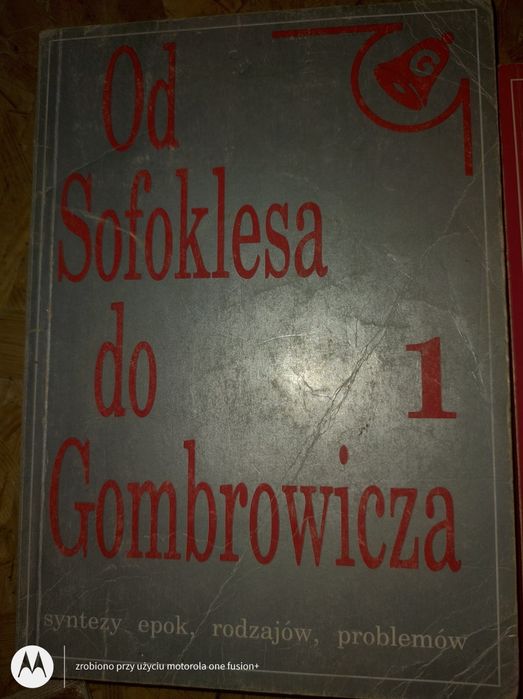 Od
Sofoklesa
do
1
Gombrowicza
syntezy epok, rodzajów, problemów
zrobiono przy użyciu motorola one fusion+